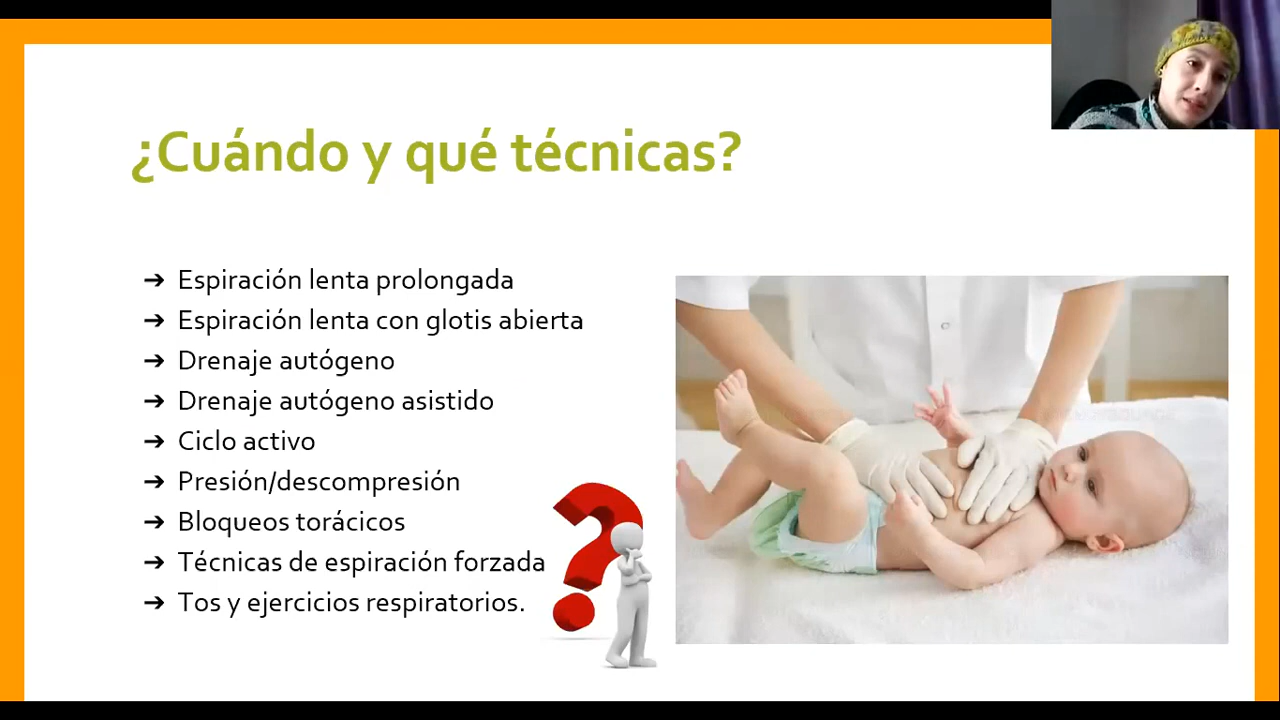 ¿Cuándo y qué técnicas?
➔ Espiración lenta prolongada
➔ Espiración lenta con glotis abierta
➔ Drenaje autógeno
➔ Drenaje autógeno asistido
➔ Ciclo activo
➔ Presión/descompresión
➔ Bloqueos torácicos
➔ Técnicas de espiración forzada
➔ Tos y ejercicios respiratorios.